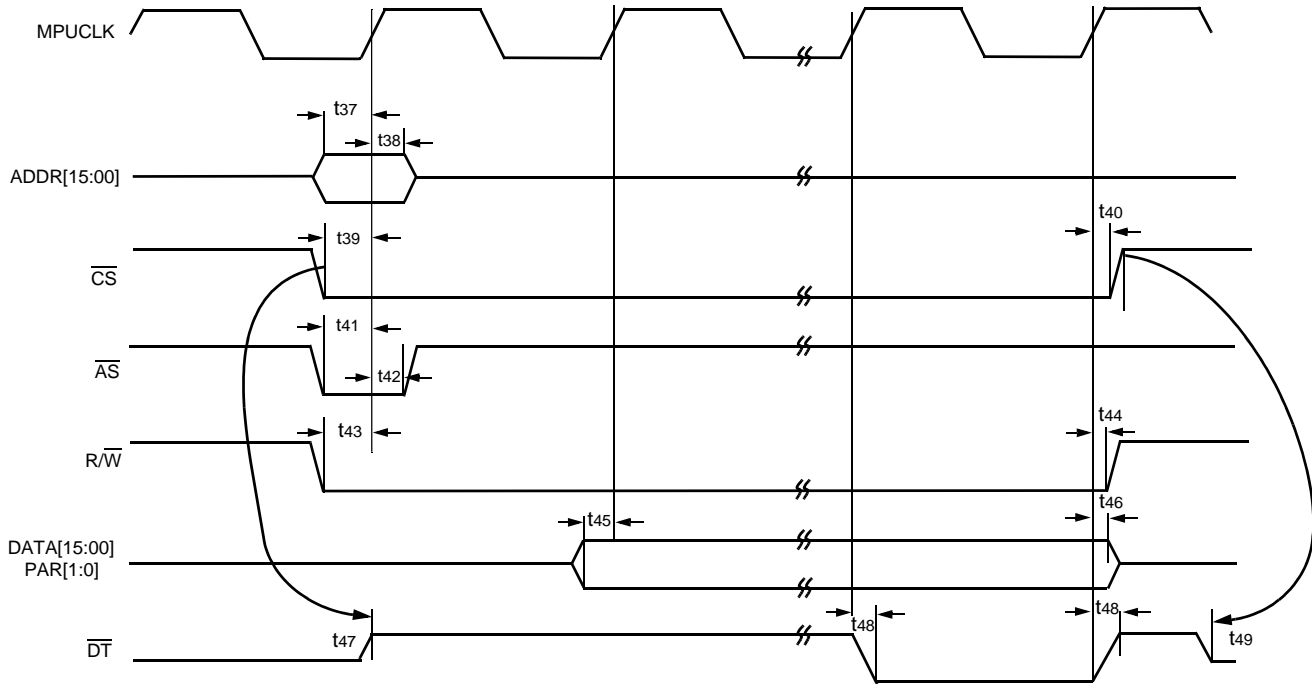 MPUCLK
t37
t38
ADDR[15:00]
t39
t40
CS
t41
AS
t42
t43
t44
R/W
t45
t46
DATA[15:00]
PAR[1:0]
t47
t48
t48
t49
DT